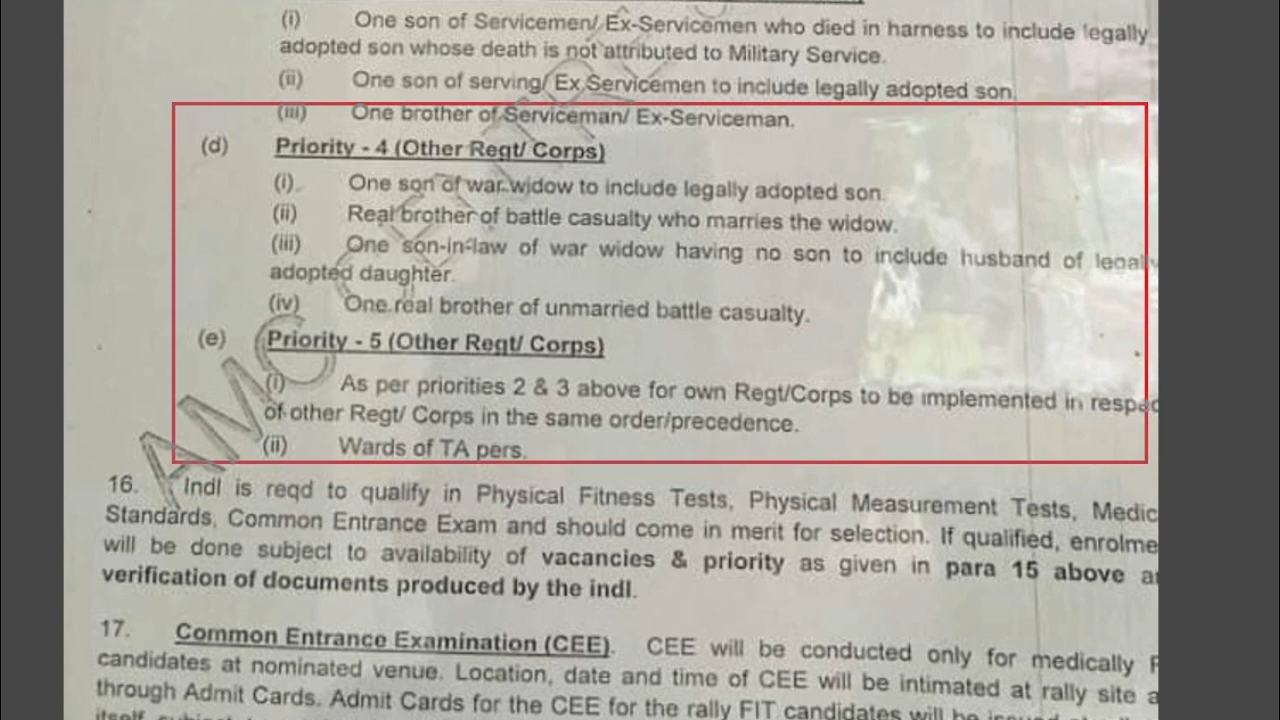 (i) One son of Servicemen/ Ex-Servicemen who died in harness to include legally
adopted son whose death is not attributed to Military Service.
(ii) One son of serving/ Ex Servicemen to include legally adopted son.
(iii) One brother of Serviceman/ Ex-Serviceman.
(d) Priority - 4 (Other Regt/ Corps)
(i). One son of war widow to include legally adopted son.
(ii) Real brother of battle casualty who marries the widow.
(iii) One son-in-law of war widow having no son to include husband of legally
adopted daughter.
(iv) One real brother of unmarried battle casualty.
(e) Priority - 5 (Other Regt/ Corps)
(i) As per priorities 2 & 3 above for own Regt/Corps to be implemented in respec
of other Regt/ Corps in the same order/precedence.
(ii) Wards of TA pers.
16. Indl is reqd to qualify in Physical Fitness Tests, Physical Measurement Tests, Medic
Standards, Common Entrance Exam and should come in merit for selection. If qualified, enrolme
will be done subject to availability of vacancies & priority as given in para 15 above a
verification of documents produced by the indl.
17. Common Entrance Examination (CEE). CEE will be conducted only for medically F
candidates at nominated venue. Location, date and time of CEE will be intimated at rally site a
through Admit Cards. Admit Cards for the CEE for the rally FIT candidates will be
itself